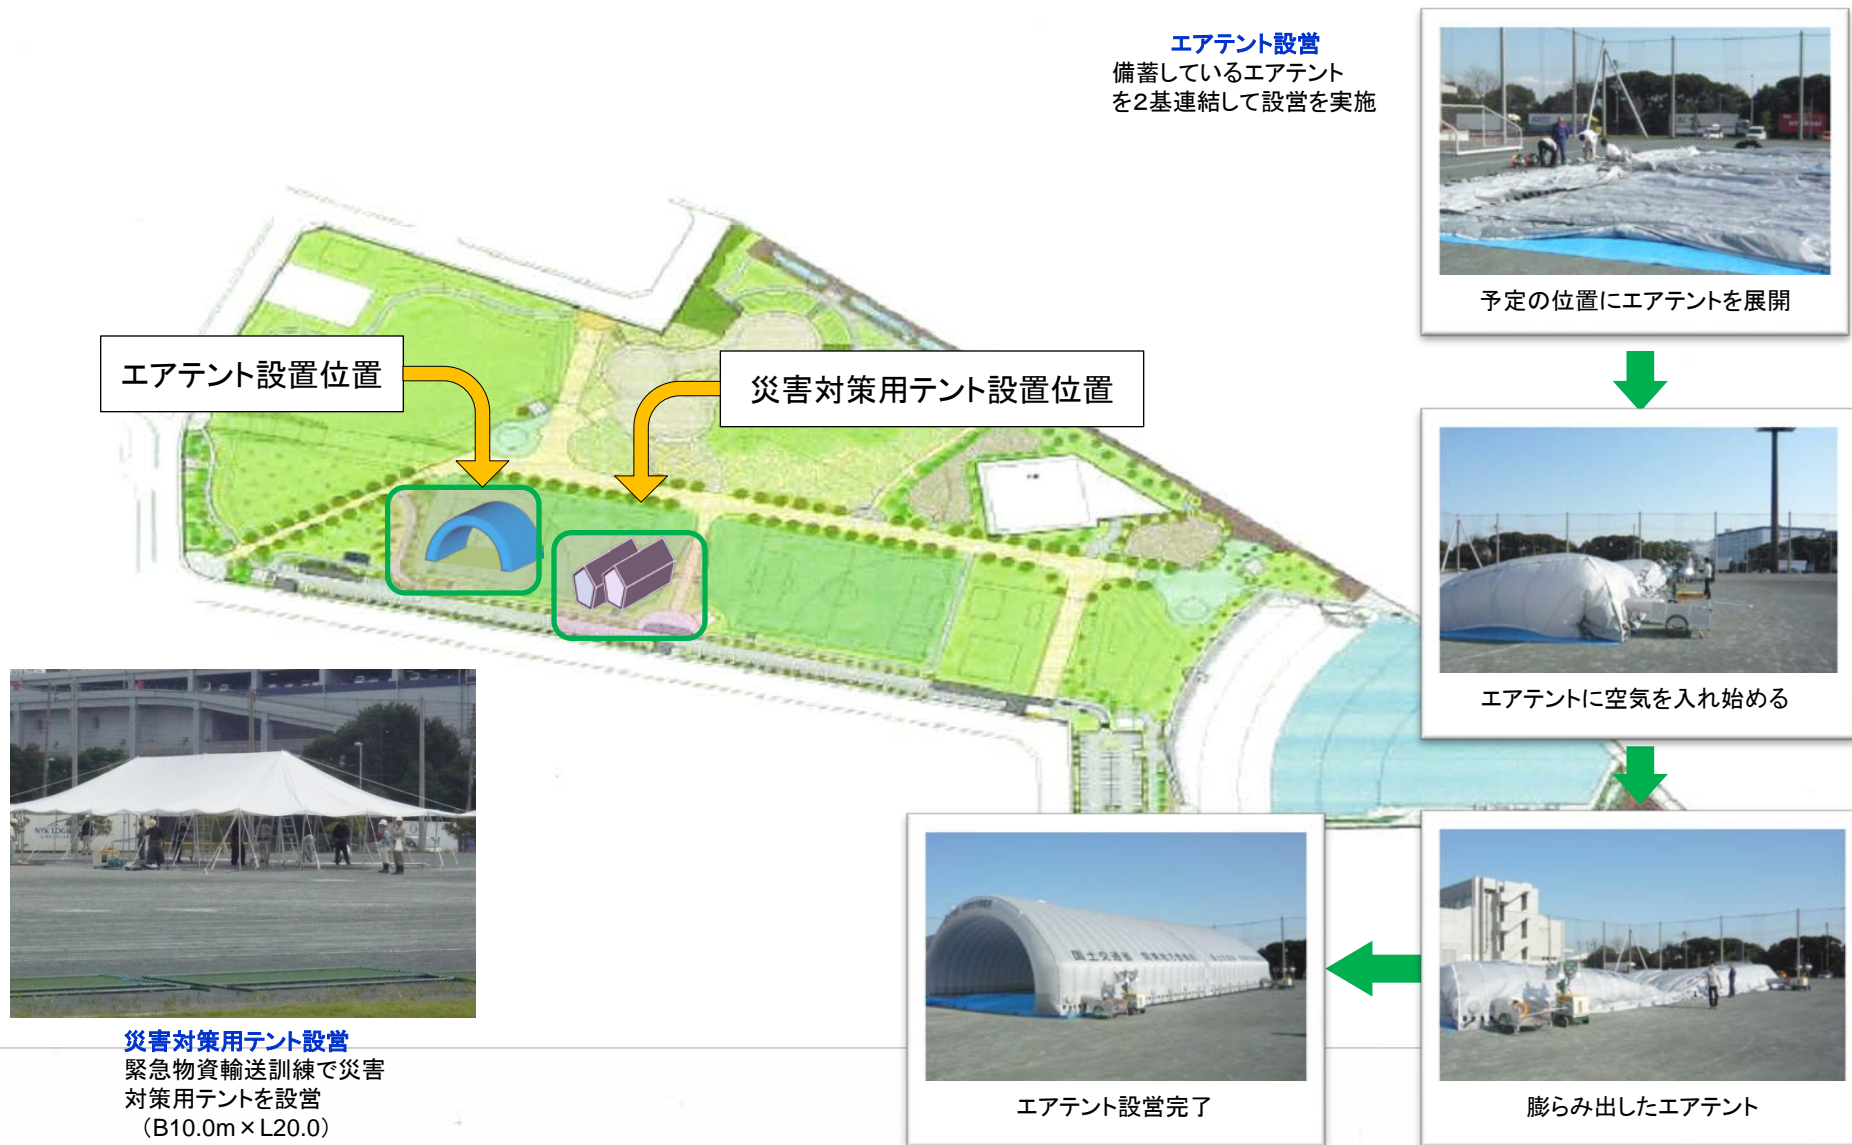 エアテント設営
備蓄しているエアテント
を2基連結して設営を実施
予定の位置にエアテントを展開
エアテント設置位置
災害対策用テント設置位置
エアテントに空気を入れ始める
NYK LOGI
国土交通省
エアテント設営完了
膨らみ出したエアテント
災害対策用テント設営
緊急物資輸送訓練で災害
対策用テントを設営
（B10.0m×L20.0）